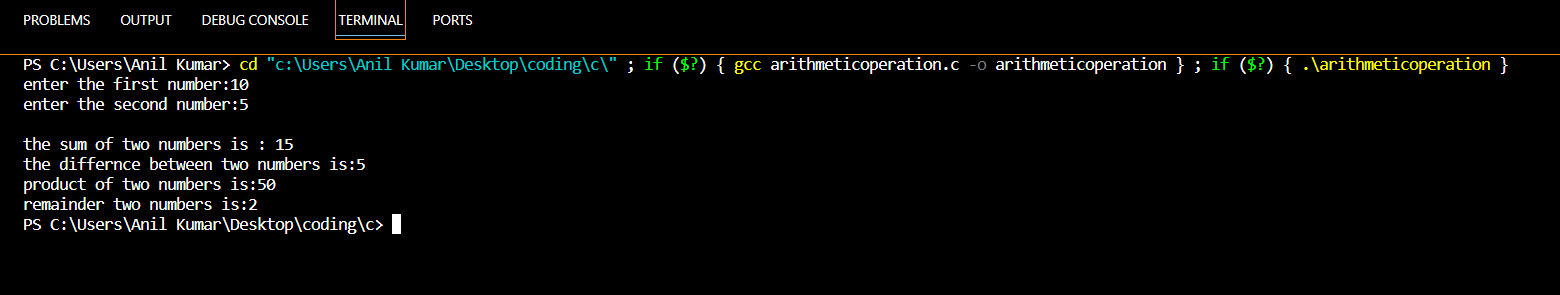 PROBLEMS OUTPUT DEBUG CONSOLE TERMINAL PORTS
PS C:\Users\Anil Kumar> cd "c:\Users\Anil Kumar\Desktop\coding\c\" ; if ($?) { gcc arithmeticoperation.c -o arithmeticoperation } ; if ($?) { .\arithmeticoperation }
enter the first number:10
enter the second number:5
the sum of two numbers is : 15
the differnce between two numbers is:5
product of two numbers is:50
remainder two numbers is:2
PS C:\Users\Anil Kumar\Desktop\coding\c>